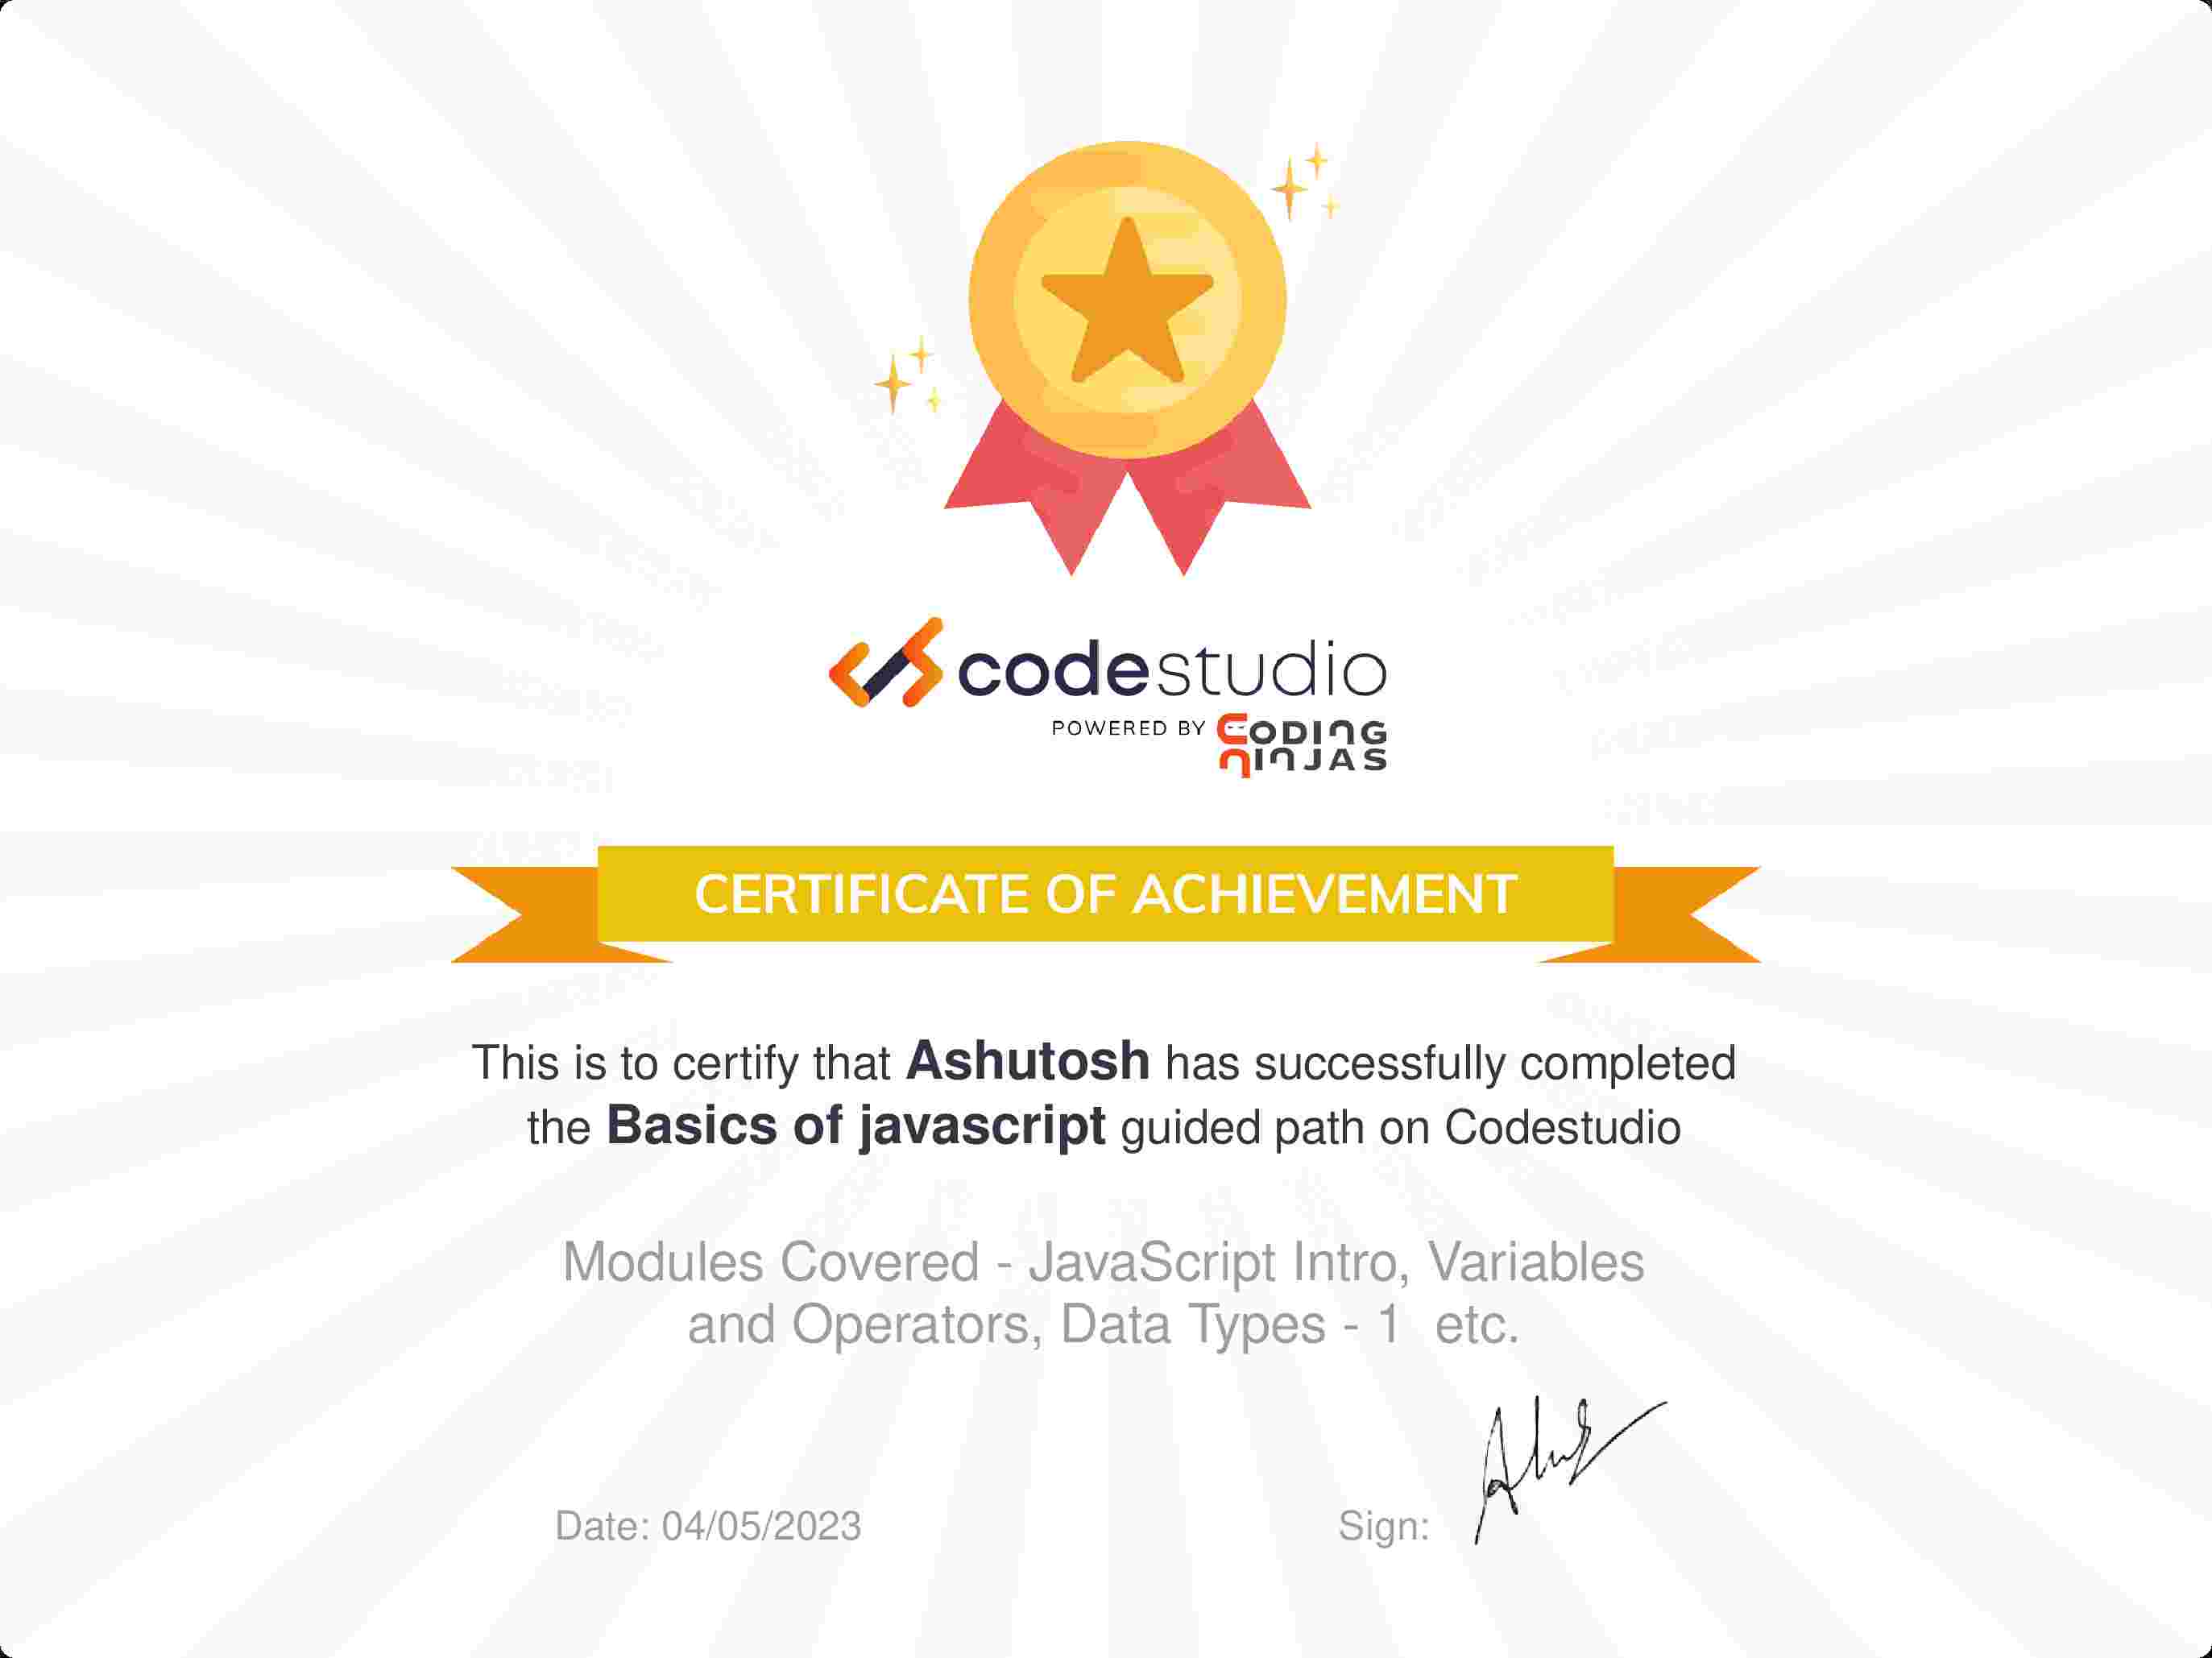 codestudio
POWERED BY CODING NINJAS
CERTIFICATE OF ACHIEVEMENT
This is to certify that Ashutosh has successfully completed
the Basics of javascript guided path on Codestudio
Modules Covered - JavaScript Intro, Variables
and Operators, Data Types - 1 etc.
Date: 04/05/2023
Sign: